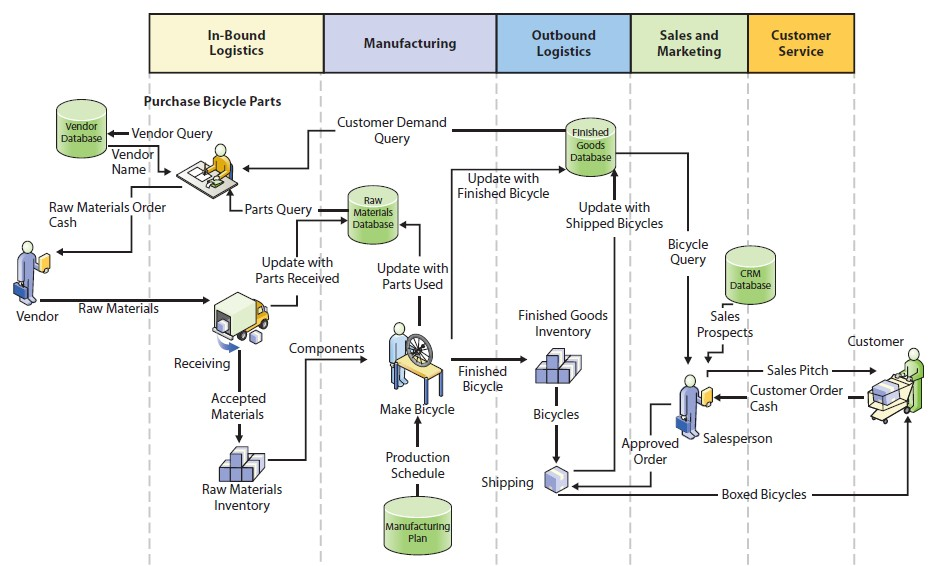 In-Bound
Logistics
Manufacturing
Outbound
Logistics
Sales and
Marketing
Customer
Service
Purchase Bicycle Parts
Vendor
Database
Vendor Query
Vendor
Name
Customer Demand
Query
Finished
Goods
Database
Raw Materials Order
Cash
Parts Query
Raw
Materials
Database
Update with
Finished Bicycle
Update with
Shipped Bicycles
Bicycle
Query
CRM
Database
Update with
Parts Received
Update with
Parts Used
Vendor
Raw Materials
Receiving
Components
Finished Goods
Inventory
Sales
Prospects
Customer
Accepted
Materials
Make Bicycle
Finished
Bicycle
Bicycles
Sales Pitch
Customer Order
Cash
Salesperson
Approved
Order
Production
Schedule
Raw Materials
Inventory
Shipping
Boxed Bicycles
Manufacturing
Plan